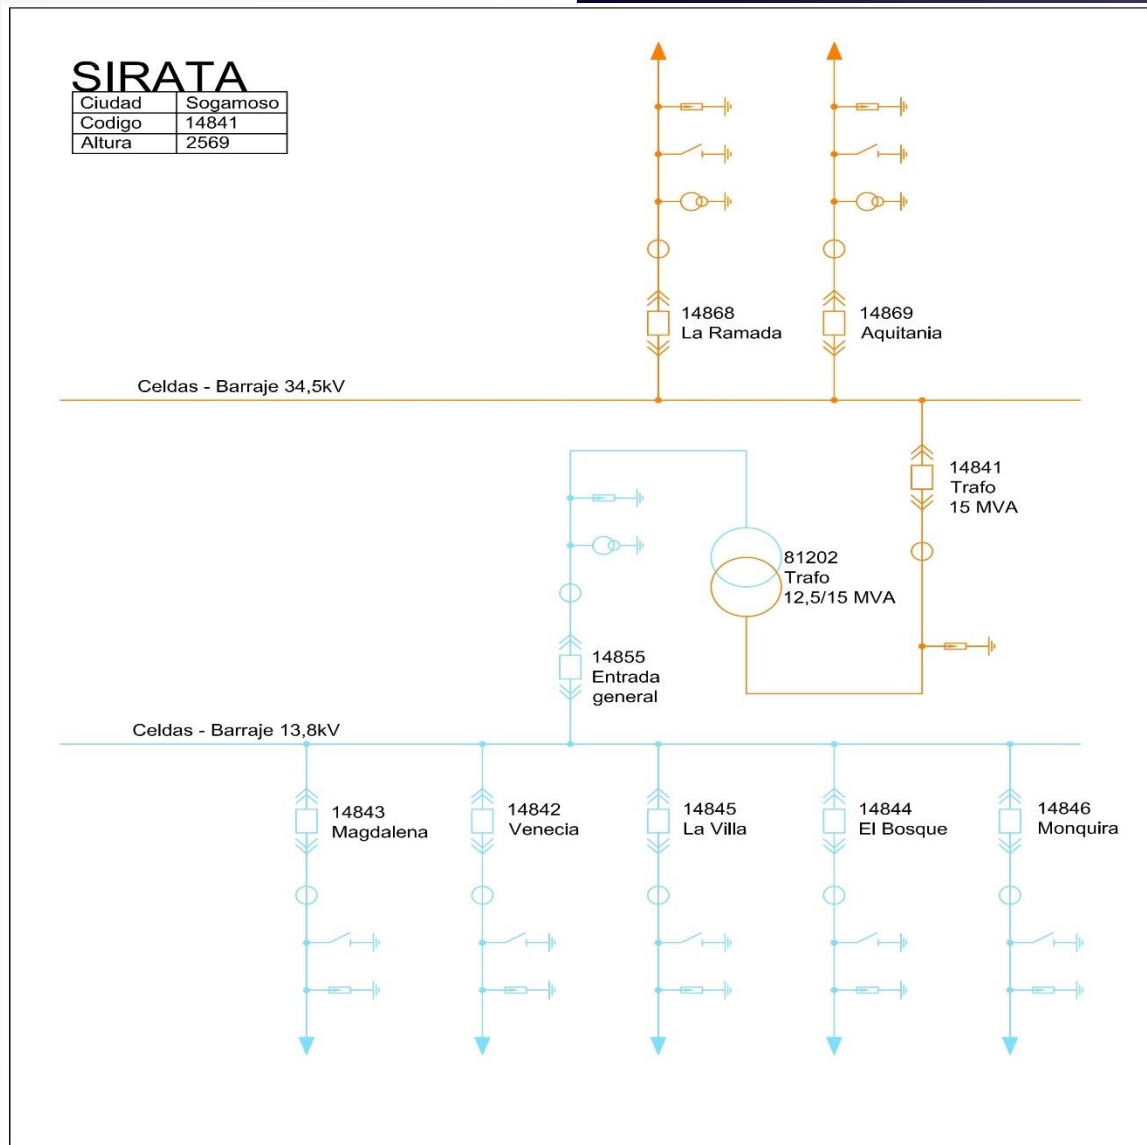 SIRATA
Ciudad Sogamoso
Codigo 14841
Altura 2569
14868
La Ramada
14869
Aquitania
Celdas - Barraje 34,5kV
14841
Trafo
15 MVA
81202
Trafo
12,5/15 MVA
14855
Entrada
general
Celdas - Barraje 13,8kV
14843
Magdalena
14842
Venecia
14845
La Villa
14844
El Bosque
14846
Monquira